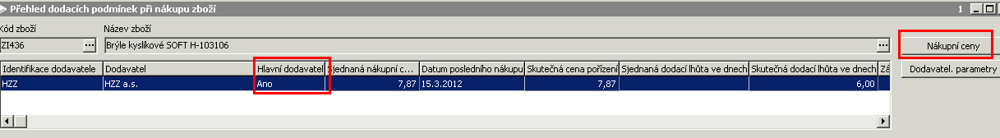 Přehled dodacích podmínek při nákupu zboží 1
Kód zboží Název zboží
ZI436 ... Brýle kyslíkové SOFT H-103106 ... Nákupní ceny
Identifikace dodavatele Dodavatel Hlavní dodavatel Sjednaná nákupní c... Datum posledního nákupu Skutečná cena pořízení Sjednaná dodací lhůta ve dnech Skutečná dodací lhůta ve dnech Zá Dodavatel. parametry
HZZ HZZ a.s. Ano 7,87 15.3.2012 7,87 6,00